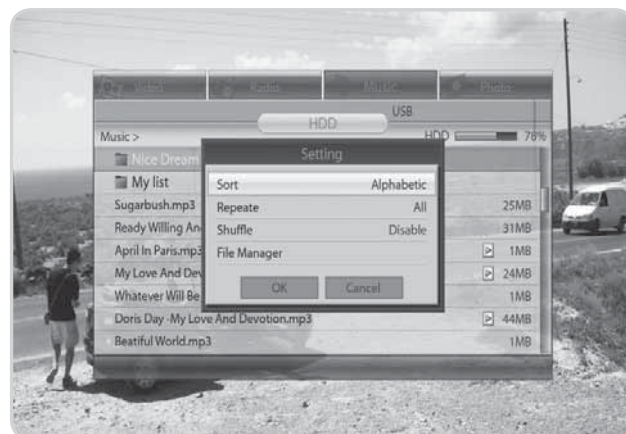 Video Radio MUSIC Photo
HDD USB
Music > HDD 78%
Nice Dream
My list
Sugarbush.mp3 25MB
Ready Willing An 31MB
April In Paris.mp3 1MB
My Love And Dev 24MB
Whatever Will Be 1MB
Doris Day -My Love And Devotion.mp3 44MB
Beatiful World.mp3 1MB
Setting
Sort Alphabetic
Repeate All
Shuffle Disable
File Manager
OK Cancel